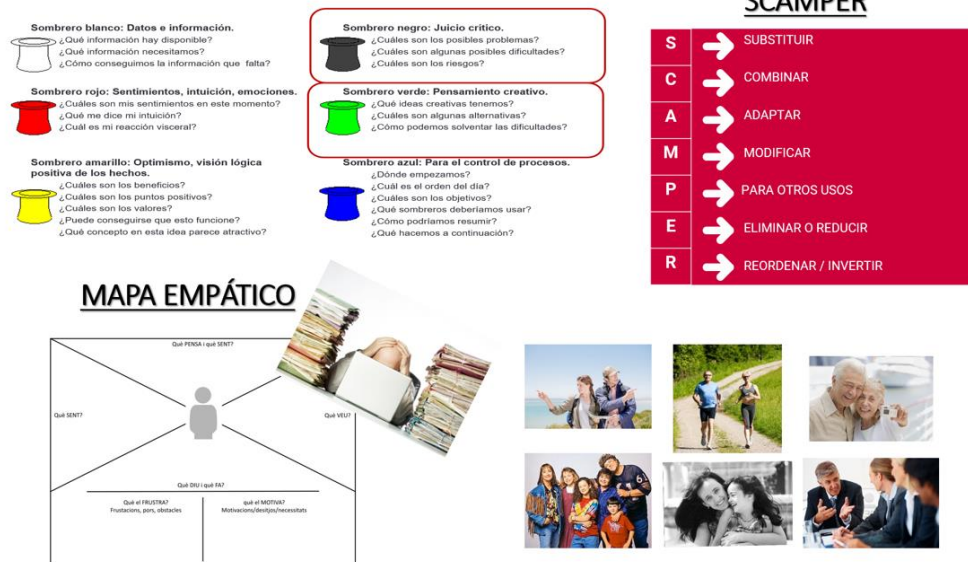 Sombrero blanco: Datos e información.
¿Qué información hay disponible?
¿Qué información necesitamos?
¿Cómo conseguimos la información que falta?
Sombrero negro: Juicio crítico.
¿Cuáles son los posibles problemas?
¿Cuáles son algunas posibles dificultades?
¿Cuáles son los riesgos?
Sombrero rojo: Sentimientos, intuición, emociones.
¿Cuáles son mis sentimientos en este momento?
¿Qué me dice mi intuición?
¿Cuál es mi reacción visceral?
Sombrero verde: Pensamiento creativo.
¿Qué ideas creativas tenemos?
¿Cuáles son algunas alternativas?
¿Cómo podemos solventar las dificultades?
Sombrero amarillo: Optimismo, visión lógica
positiva de los hechos.
¿Cuáles son los beneficios?
¿Cuáles son los puntos positivos?
¿Cuáles son los valores?
¿Puede conseguirse que esto funcione?
¿Qué concepto en esta idea parece atractivo?
Sombrero azul: Para el control de procesos.
¿Dónde empezamos?
¿Cuál es el orden del día?
¿Cuáles son los objetivos?
¿Qué sombreros deberíamos usar?
¿Cómo podríamos resumir?
¿Qué hacemos a continuación?
SCAMPER
S SUBSTITUIR
C COMBINAR
A ADAPTAR
M MODIFICAR
P PARA OTROS USOS
E ELIMINAR O REDUCIR
R REORDENAR / INVERTIR
MAPA EMPÁTICO
Què PENSA i què SENT?
Què SENT?
Què VEU?
Què DIU i què FA?
Què el FRUSTRA?
Frustacions, pors, obstacles
què el MOTIVA?
Motivacions/desitjos/necessitats